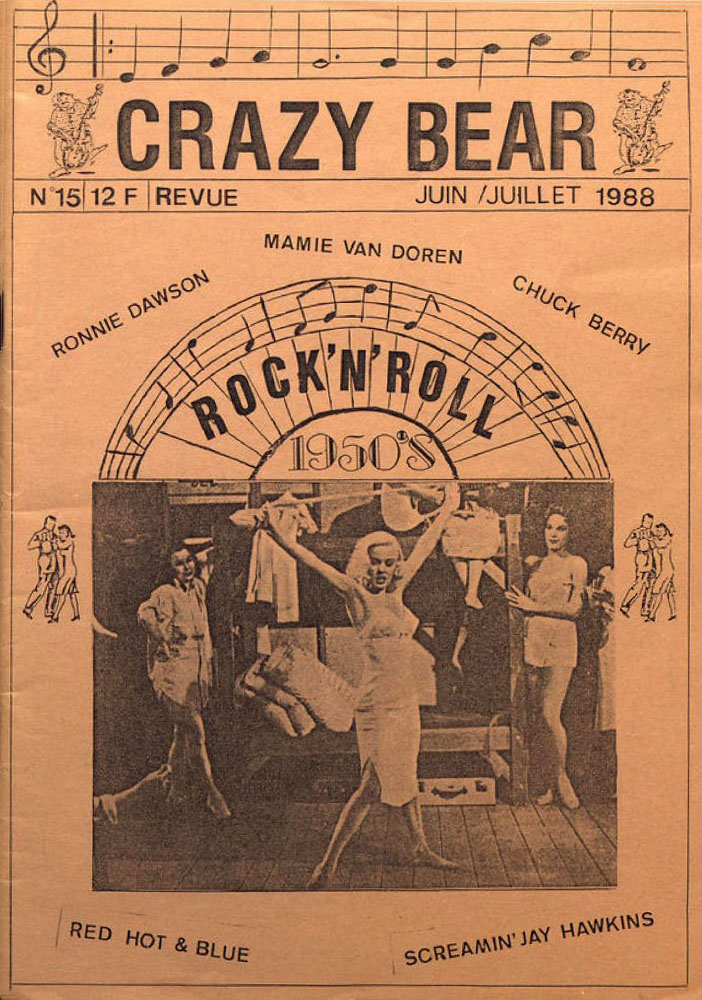 CRAZY BEAR
N°15 12 F REVUE JUIN /JUILLET 1988
MAMIE VAN DOREN
RONNIE DAWSON
CHUCK BERRY
ROCK'N'ROLL
1950'S
RED HOT & BLUE
SCREAMIN' JAY HAWKINS